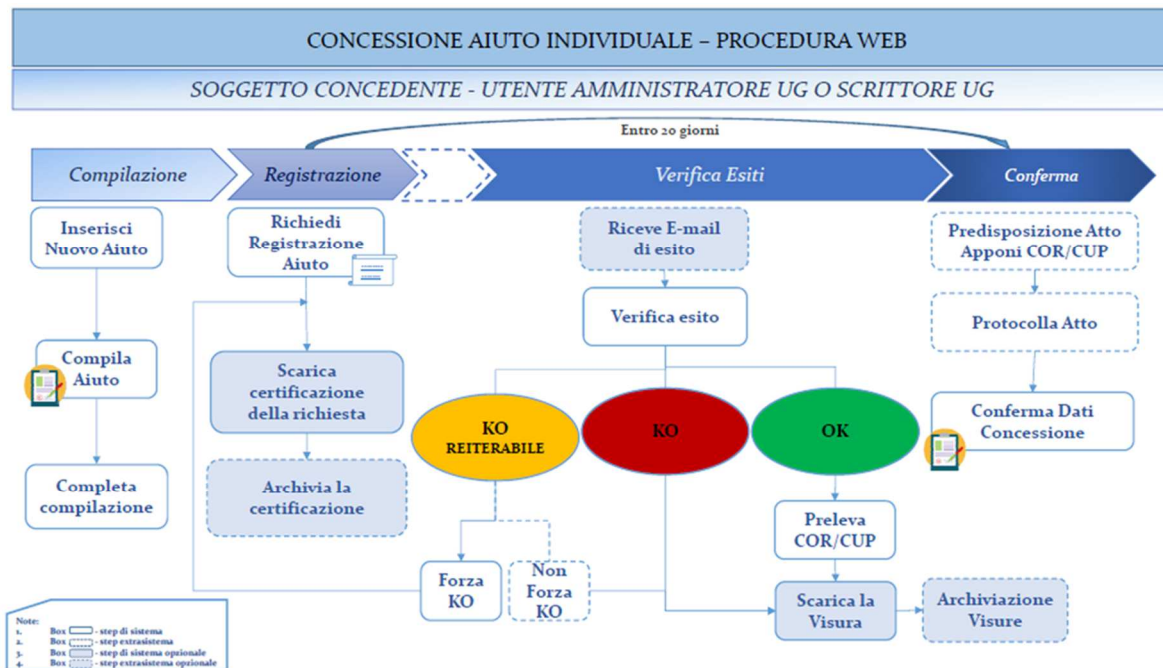 CONCESSIONE AIUTO INDIVIDUALE – PROCEDURA WEB
SOGGETTO CONCEDENTE - UTENTE AMMINISTRATORE UG O SCRITTORE UG
Entro 20 giorni
Compilazione
Registrazione
Verifica Esiti
Conferma
Inserisci
Nuovo Aiuto
Compila
Aiuto
Completa
compilazione
Richiedi
Registrazione
Aiuto
Scarica
certificazione
della richiesta
Archivia la
certificazione
Riceve E-mail
di esito
Verifica esito
KO
REITERABILE
KO
OK
Forza
KO
Non
Forza
KO
Preleva
COR/CUP
Scarica la
Visura
Archiviazione
Visure
Predisposizione Atto
Apponi COR/CUP
Protocolla Atto
Conferma Dati
Concessione
Note:
1. Box - step di sistema
2. Box - step extrasistema
3. Box - step di sistema opzionale
4. Box - step extrasistema opzionale